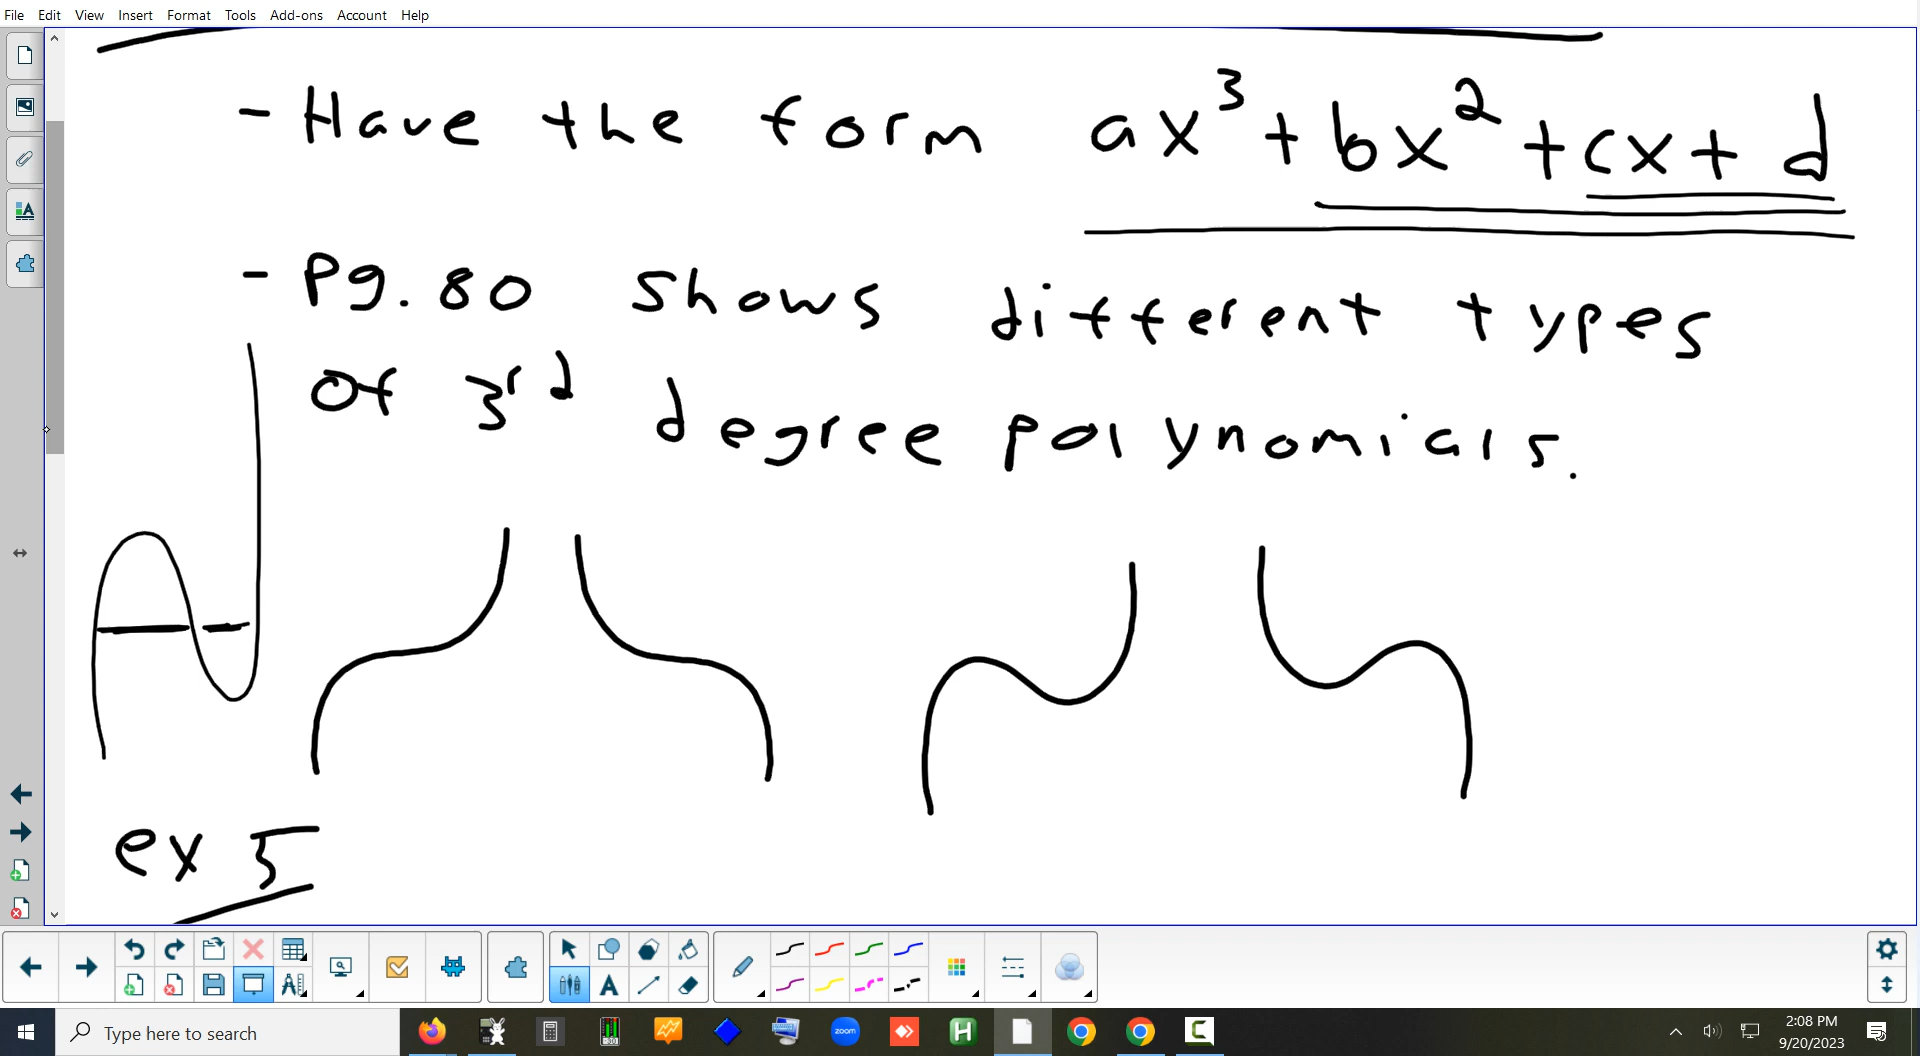 File Edit View Insert Format Tools Add-ons Account Help
- Have the form ax³ + bx² + cx + d
- Pg. 80 shows different types
of 3rd degree polynomials.
ex 5
Type here to search
zoom
2:08 PM
9/20/2023